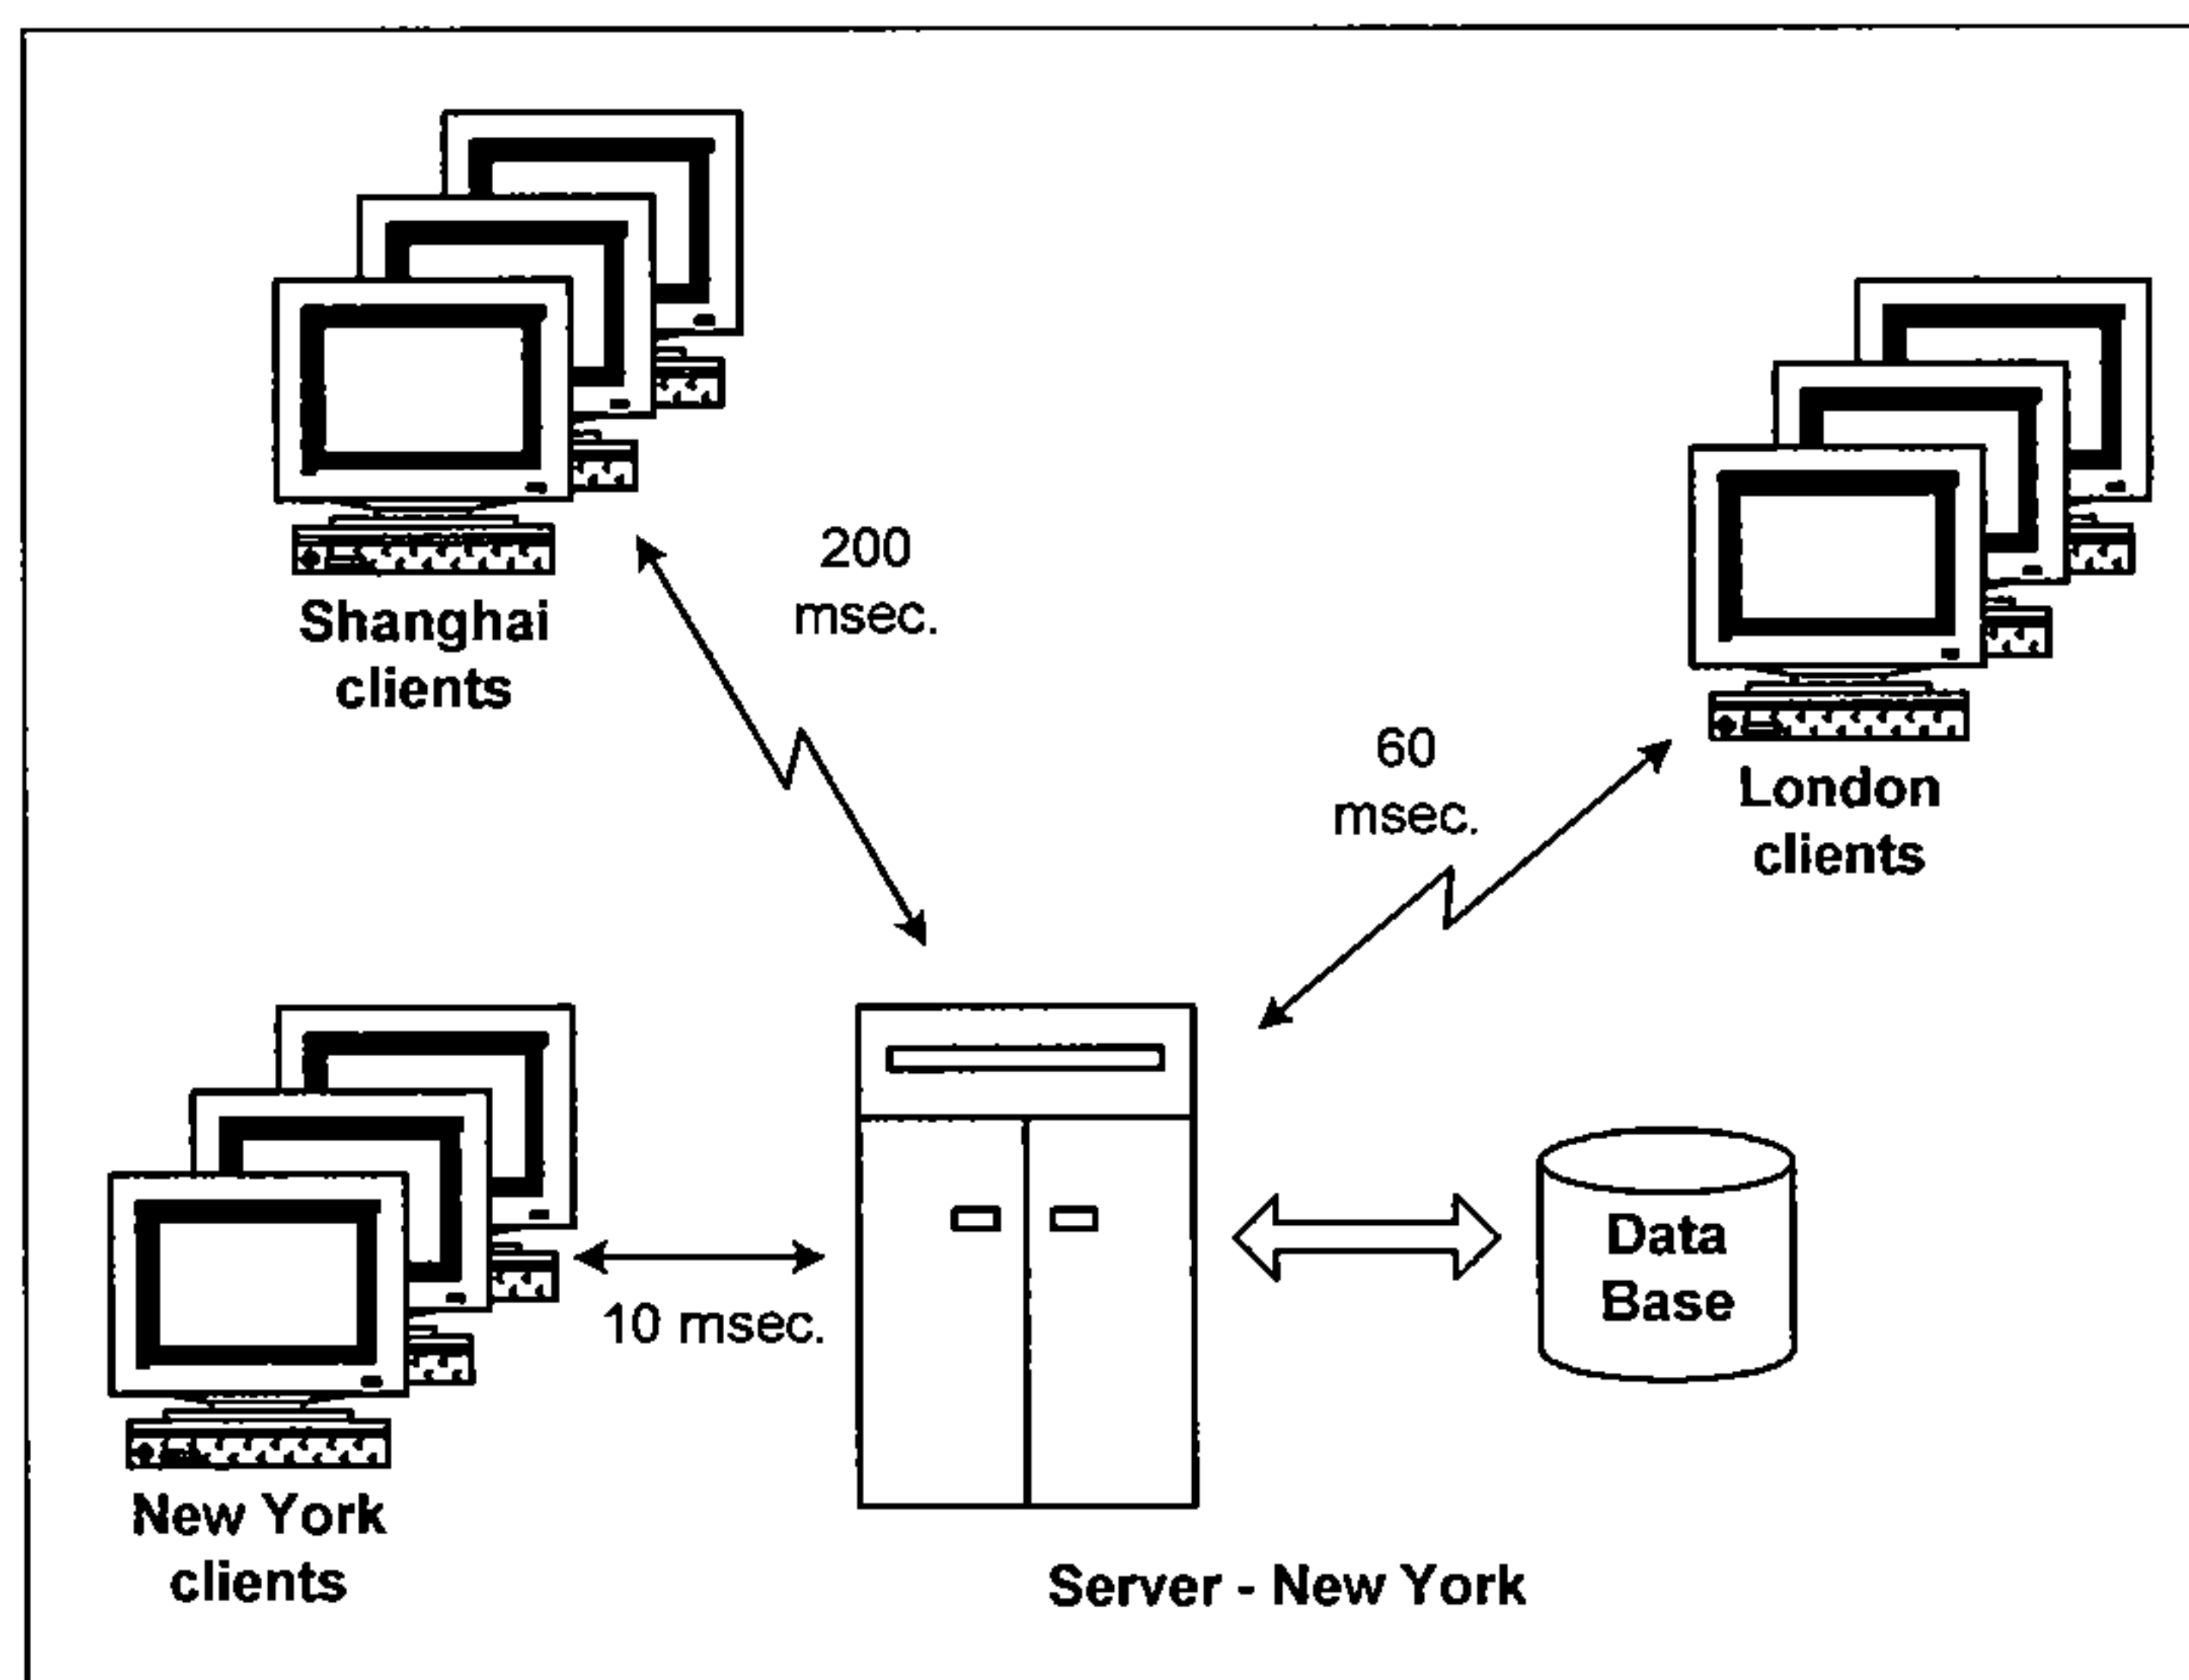 200
msec.
Shanghai
clients
60
msec.
London
clients
10 msec.
Data
Base
New York
clients
Server - New York